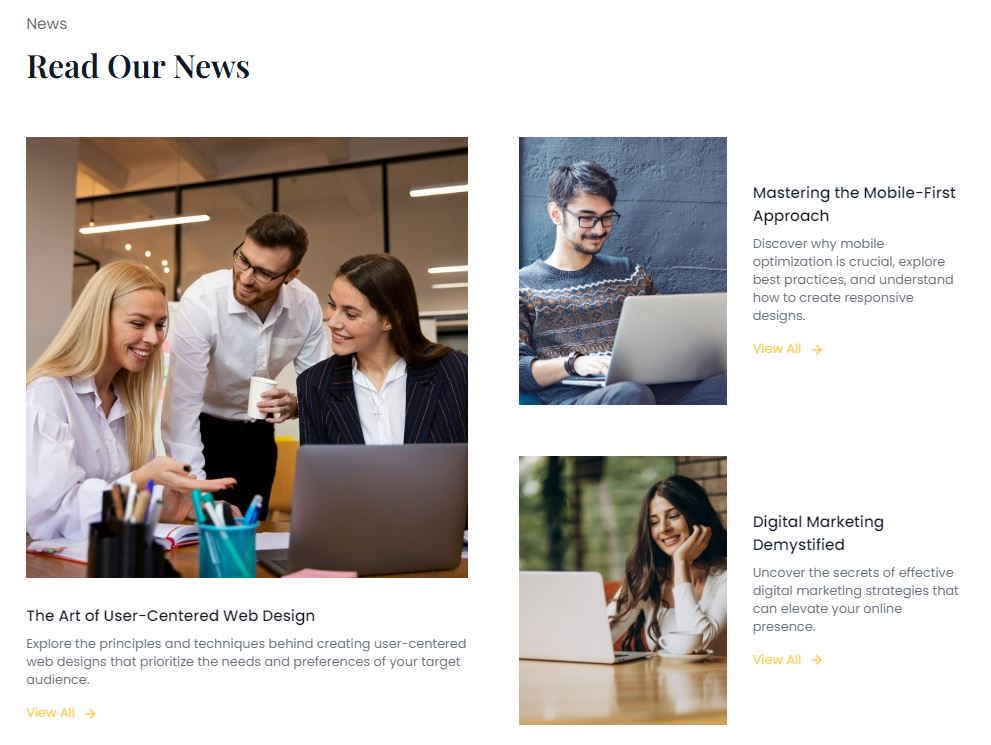 News
Read Our News
The Art of User-Centered Web Design
Explore the principles and techniques behind creating user-centered
web designs that prioritize the needs and preferences of your target
audience.
View All →
Mastering the Mobile-First
Approach
Discover why mobile
optimization is crucial, explore
best practices, and understand
how to create responsive
designs.
View All →
Digital Marketing
Demystified
Uncover the secrets of effective
digital marketing strategies that
can elevate your online
presence.
View All →